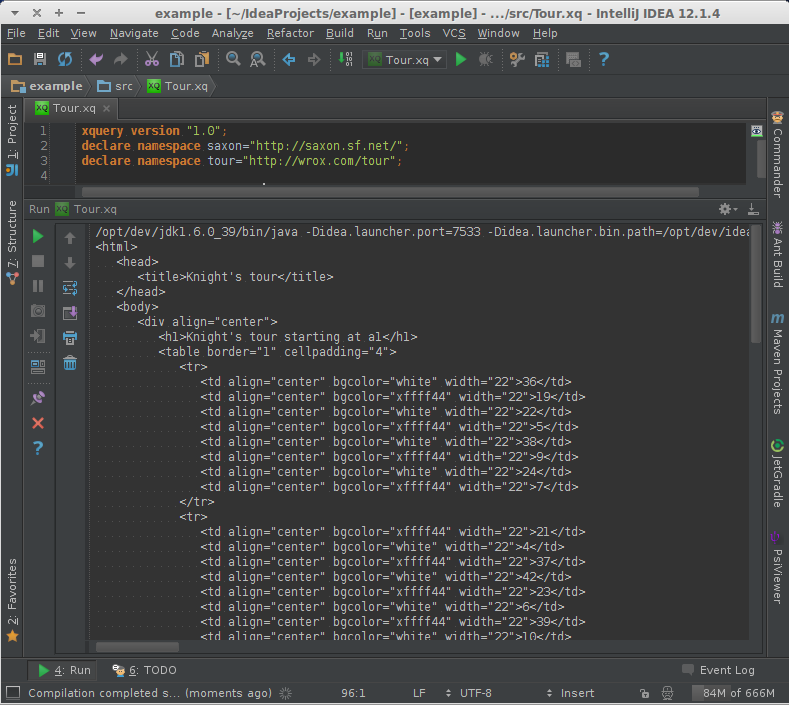 example - [~/IdeaProjects/example] - [example] - .../src/Tour.xq - IntelliJ IDEA 12.1.4
File Edit View Navigate Code Analyze Refactor Build Run Tools VCS Window Help
Tour.xq
example src Tour.xq
1: Project
7: Structure
2: Favorites
Tour.xq
1 xquery version "1.0";
2 declare namespace saxon="http://saxon.sf.net/";
3 declare namespace tour="http://wrox.com/tour";
4
Run Tour.xq
/opt/dev/jdk1.6.0_39/bin/java -Didea.launcher.port=7533 -Didea.launcher.bin.path=/opt/dev/idea
<html>
<head>
<title>Knight's tour</title>
</head>
<body>
<div align="center">
<h1>Knight's tour starting at a1</h1>
<table border="1" cellpadding="4">
<tr>
<td align="center" bgcolor="white" width="22">36</td>
<td align="center" bgcolor="xffff44" width="22">19</td>
<td align="center" bgcolor="white" width="22">22</td>
<td align="center" bgcolor="xffff44" width="22">5</td>
<td align="center" bgcolor="white" width="22">38</td>
<td align="center" bgcolor="xffff44" width="22">9</td>
<td align="center" bgcolor="white" width="22">24</td>
<td align="center" bgcolor="xffff44" width="22">7</td>
</tr>
<tr>
<td align="center" bgcolor="xffff44" width="22">21</td>
<td align="center" bgcolor="white" width="22">4</td>
<td align="center" bgcolor="xffff44" width="22">37</td>
<td align="center" bgcolor="white" width="22">42</td>
<td align="center" bgcolor="xffff44" width="22">23</td>
<td align="center" bgcolor="white" width="22">6</td>
<td align="center" bgcolor="xffff44" width="22">39</td>
<td align="center" bgcolor="white" width="22">10</td>
Commander
Ant Build
Maven Projects
JetGradle
PsiViewer
4: Run 6: TODO Event Log
Compilation completed s... (moments ago) 96:1 LF UTF-8 Insert 84M of 666M